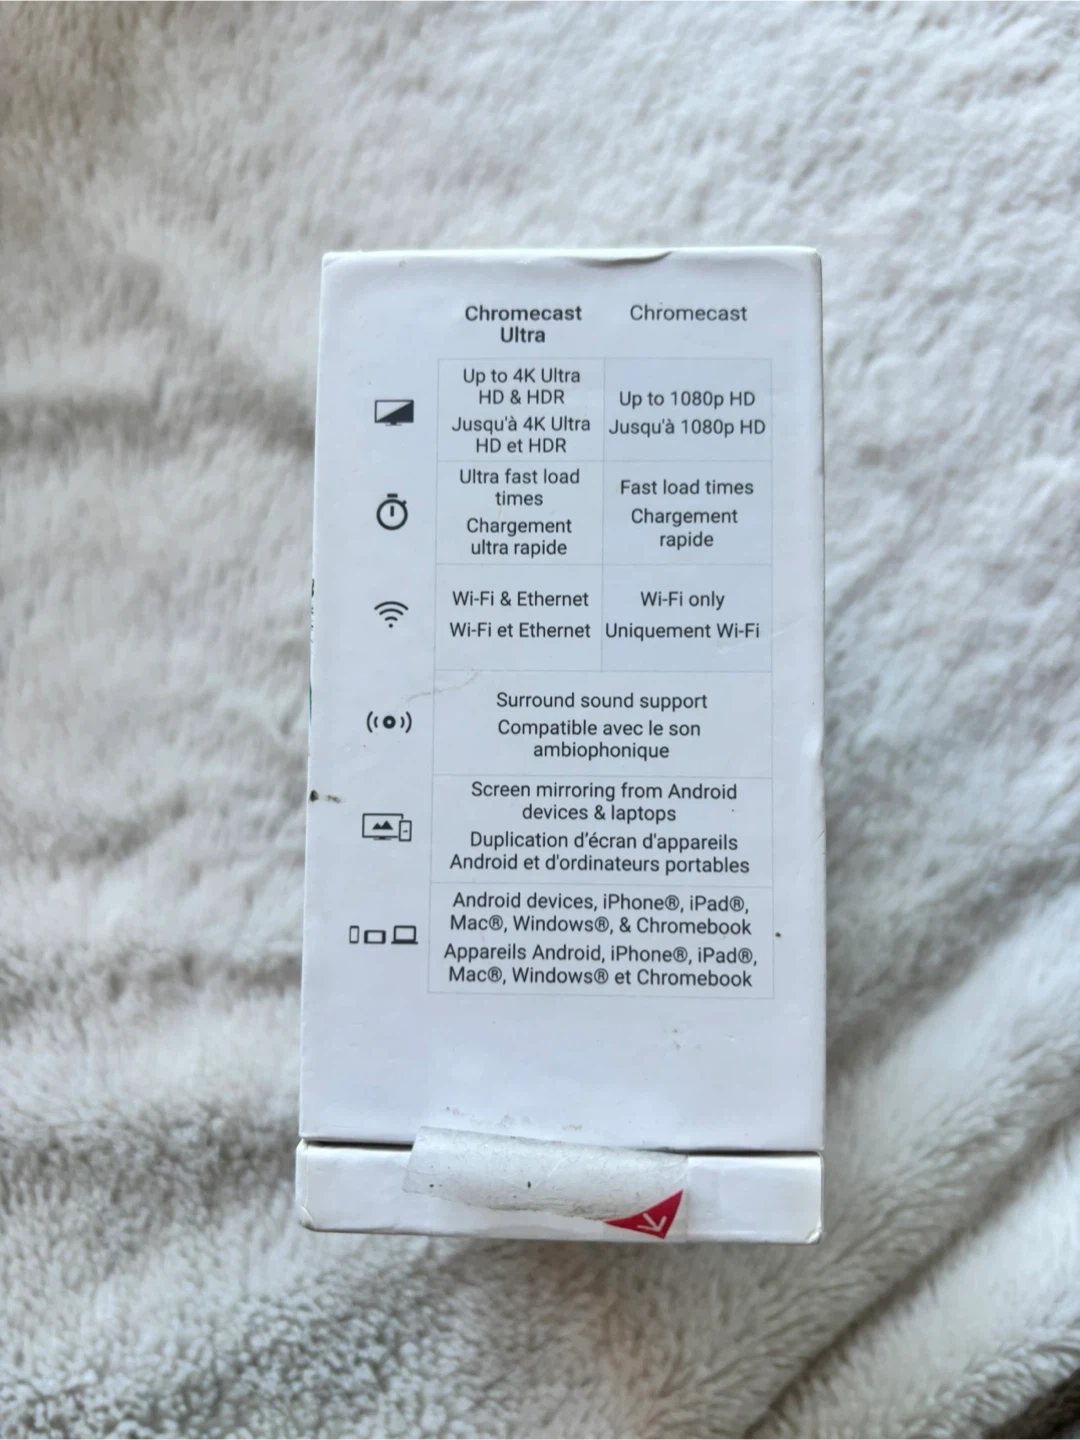 Chromecast
Ultra
Chromecast
Up to 4K Ultra
HD & HDR
Jusqu'à 4K Ultra
HD et HDR
Up to 1080p HD
Jusqu'à 1080p HD
Ultra fast load
times
Chargement
ultra rapide
Fast load times
Chargement
rapide
Wi-Fi & Ethernet
Wi-Fi et Ethernet
Wi-Fi only
Uniquement Wi-Fi
Surround sound support
Compatible avec le son
ambiophonique
Screen mirroring from Android
devices & laptops
Duplication d’écran d'appareils
Android et d'ordinateurs portables
Android devices, iPhone®, iPad®,
Mac®, Windows®, & Chromebook
Appareils Android, iPhone®, iPad®,
Mac®, Windows® et Chromebook